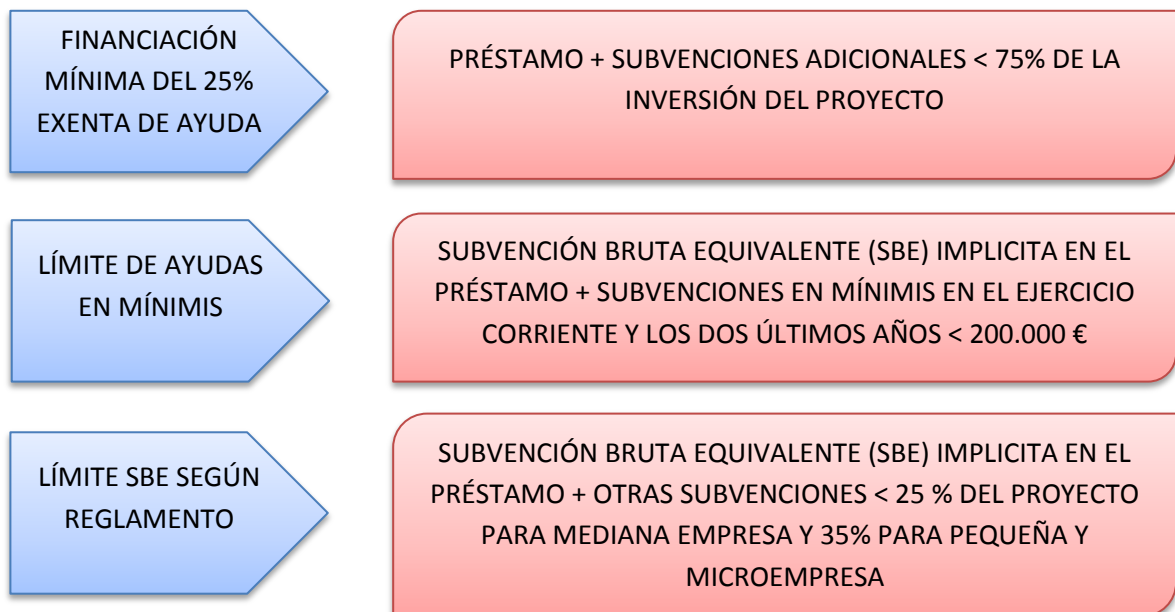 FINANCIACIÓN
MÍNIMA DEL 25%
EXENTA DE AYUDA
PRÉSTAMO + SUBVENCIONES ADICIONALES < 75% DE LA
INVERSIÓN DEL PROYECTO
LÍMITE DE AYUDAS
EN MÍNIMIS
SUBVENCIÓN BRUTA EQUIVALENTE (SBE) IMPLICITA EN EL
PRÉSTAMO + SUBVENCIONES EN MÍNIMIS EN EL EJERCICIO
CORRIENTE Y LOS DOS ÚLTIMOS AÑOS < 200.000 €
LÍMITE SBE SEGÚN
REGLAMENTO
SUBVENCIÓN BRUTA EQUIVALENTE (SBE) IMPLICITA EN EL
PRÉSTAMO + OTRAS SUBVENCIONES < 25 % DEL PROYECTO
PARA MEDIANA EMPRESA Y 35% PARA PEQUEÑA Y
MICROEMPRESA